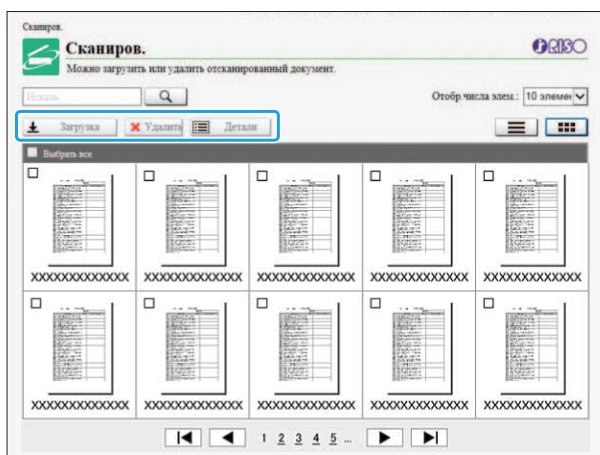 Сканиров.
Сканиров.
RISO
Можно загрузить или удалить отсканированный документ.
Искать
Отобр.числа элем.: 10 элемен
Загрузка Удалить Детали
Выбрать все
XXXXXXXXXXXXX XXXXXXXXXXXXX XXXXXXXXXXXXX XXXXXXXXXXXXX XXXXXXXXXXXXX
XXXXXXXXXXXXX XXXXXXXXXXXXX XXXXXXXXXXXXX XXXXXXXXXXXXX XXXXXXXXXXXXX
1 2 3 4 5 ...